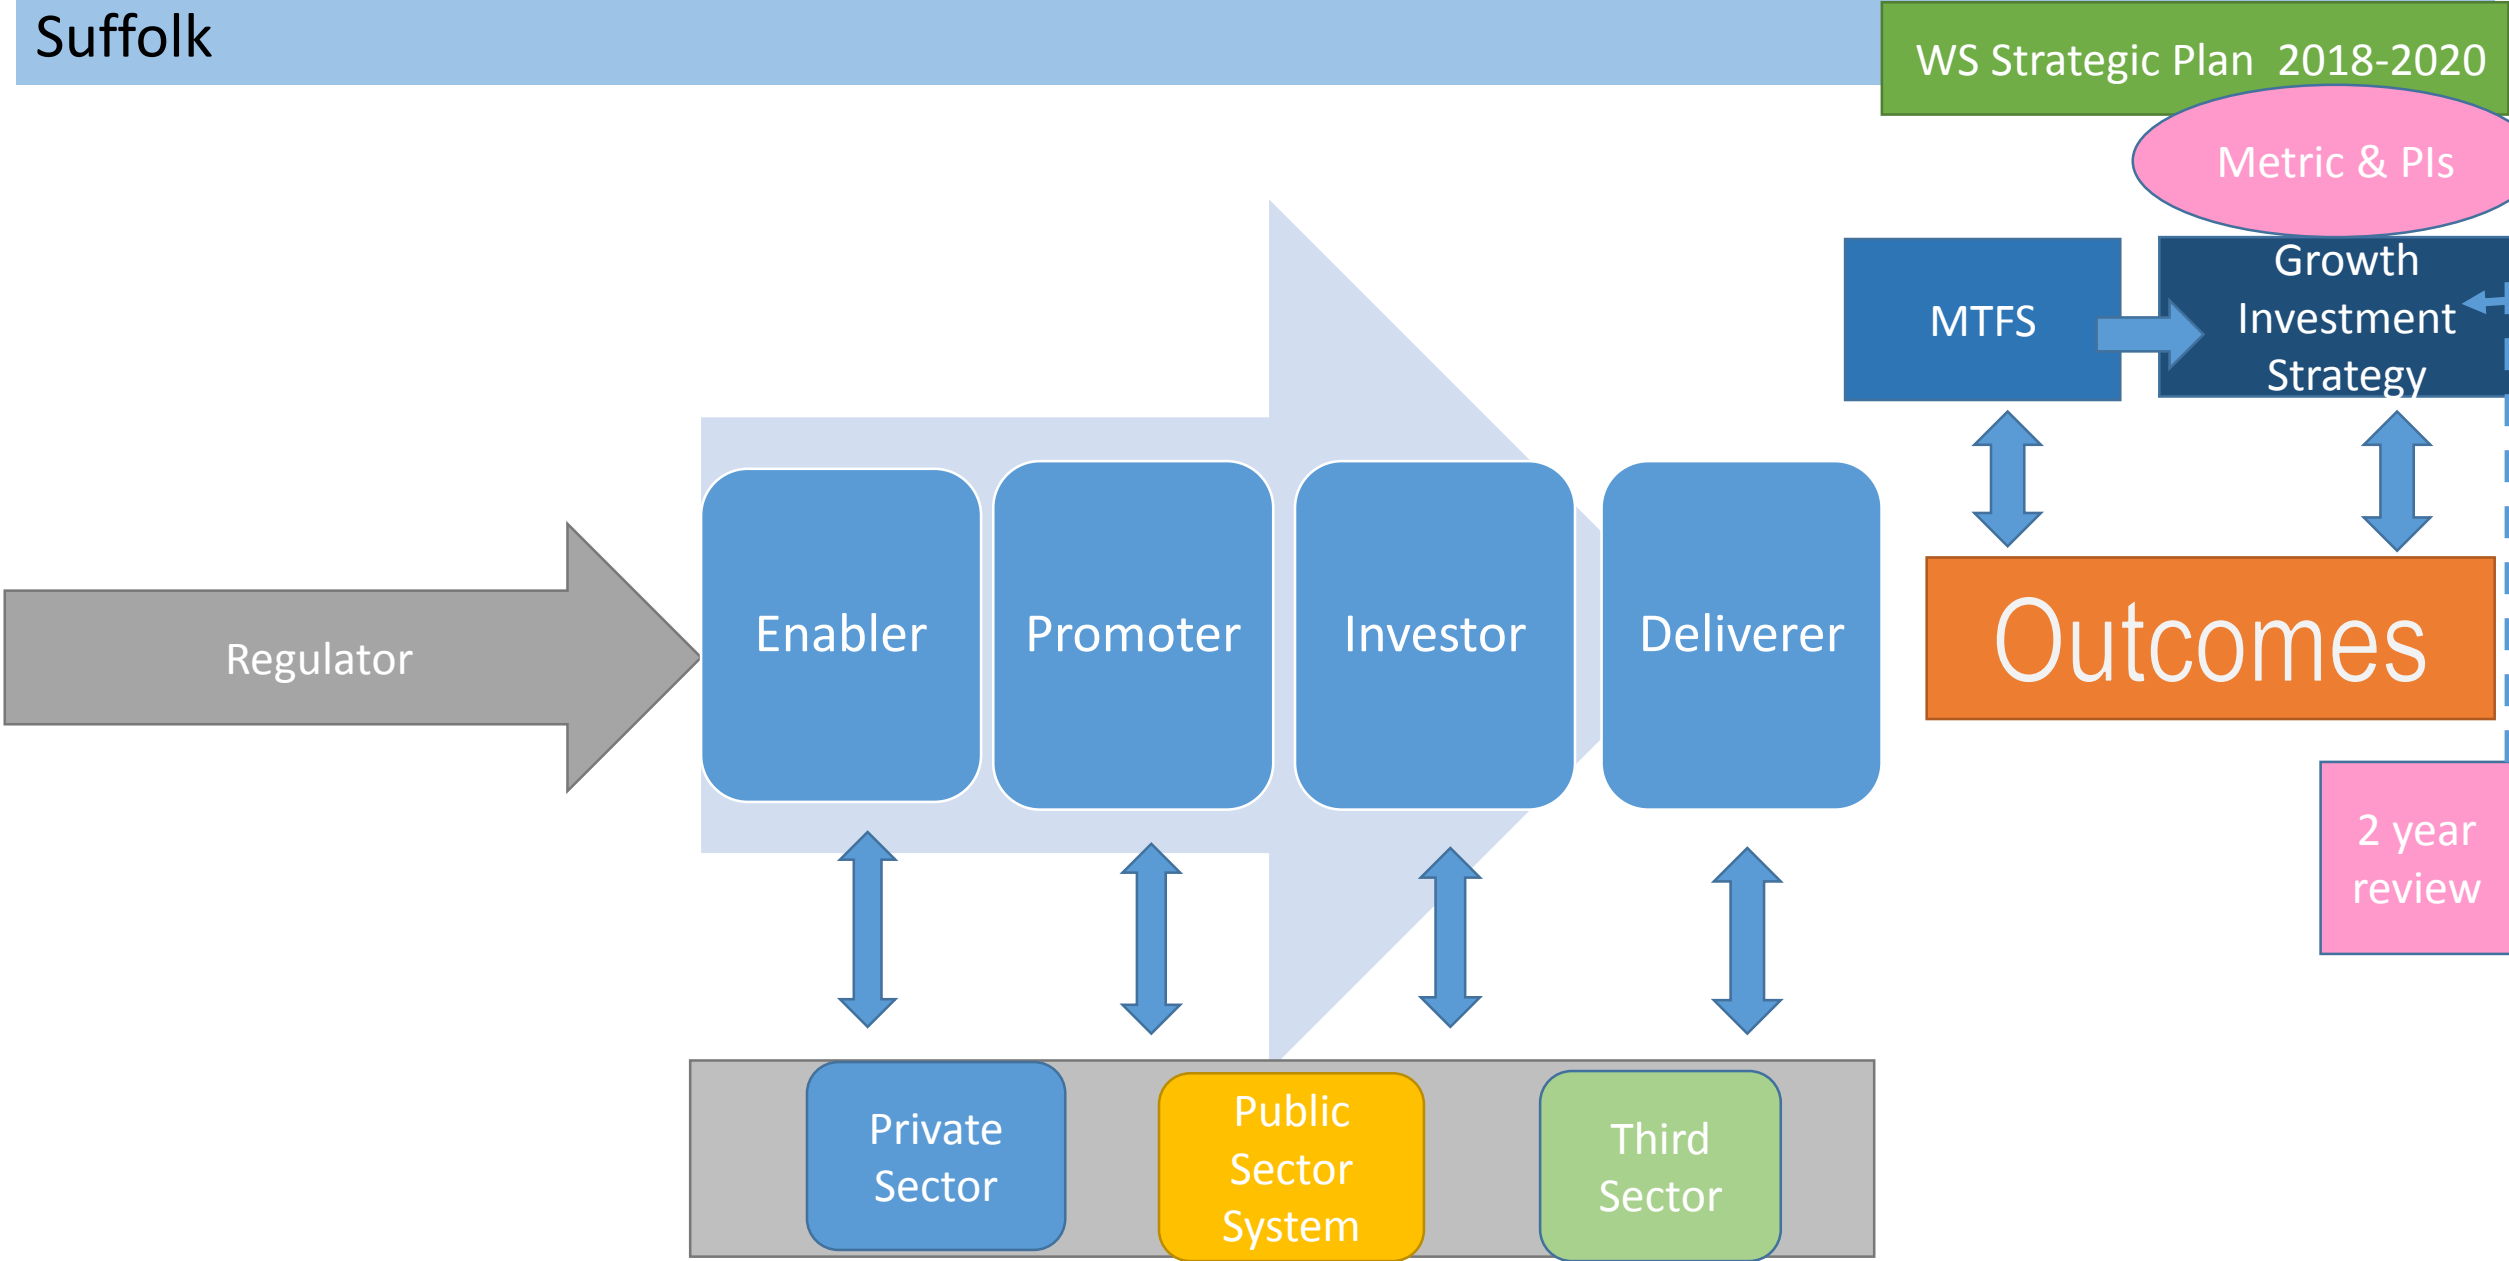 Suffolk
WS Strategic Plan  2018-2020
Metric & PIs
MTFS
Growth
Investment
Strategy
Regulator
Enabler
Promoter
Investor
Deliverer
Outcomes
2 year
review
Private
Sector
Public
Sector
System
Third
Sector